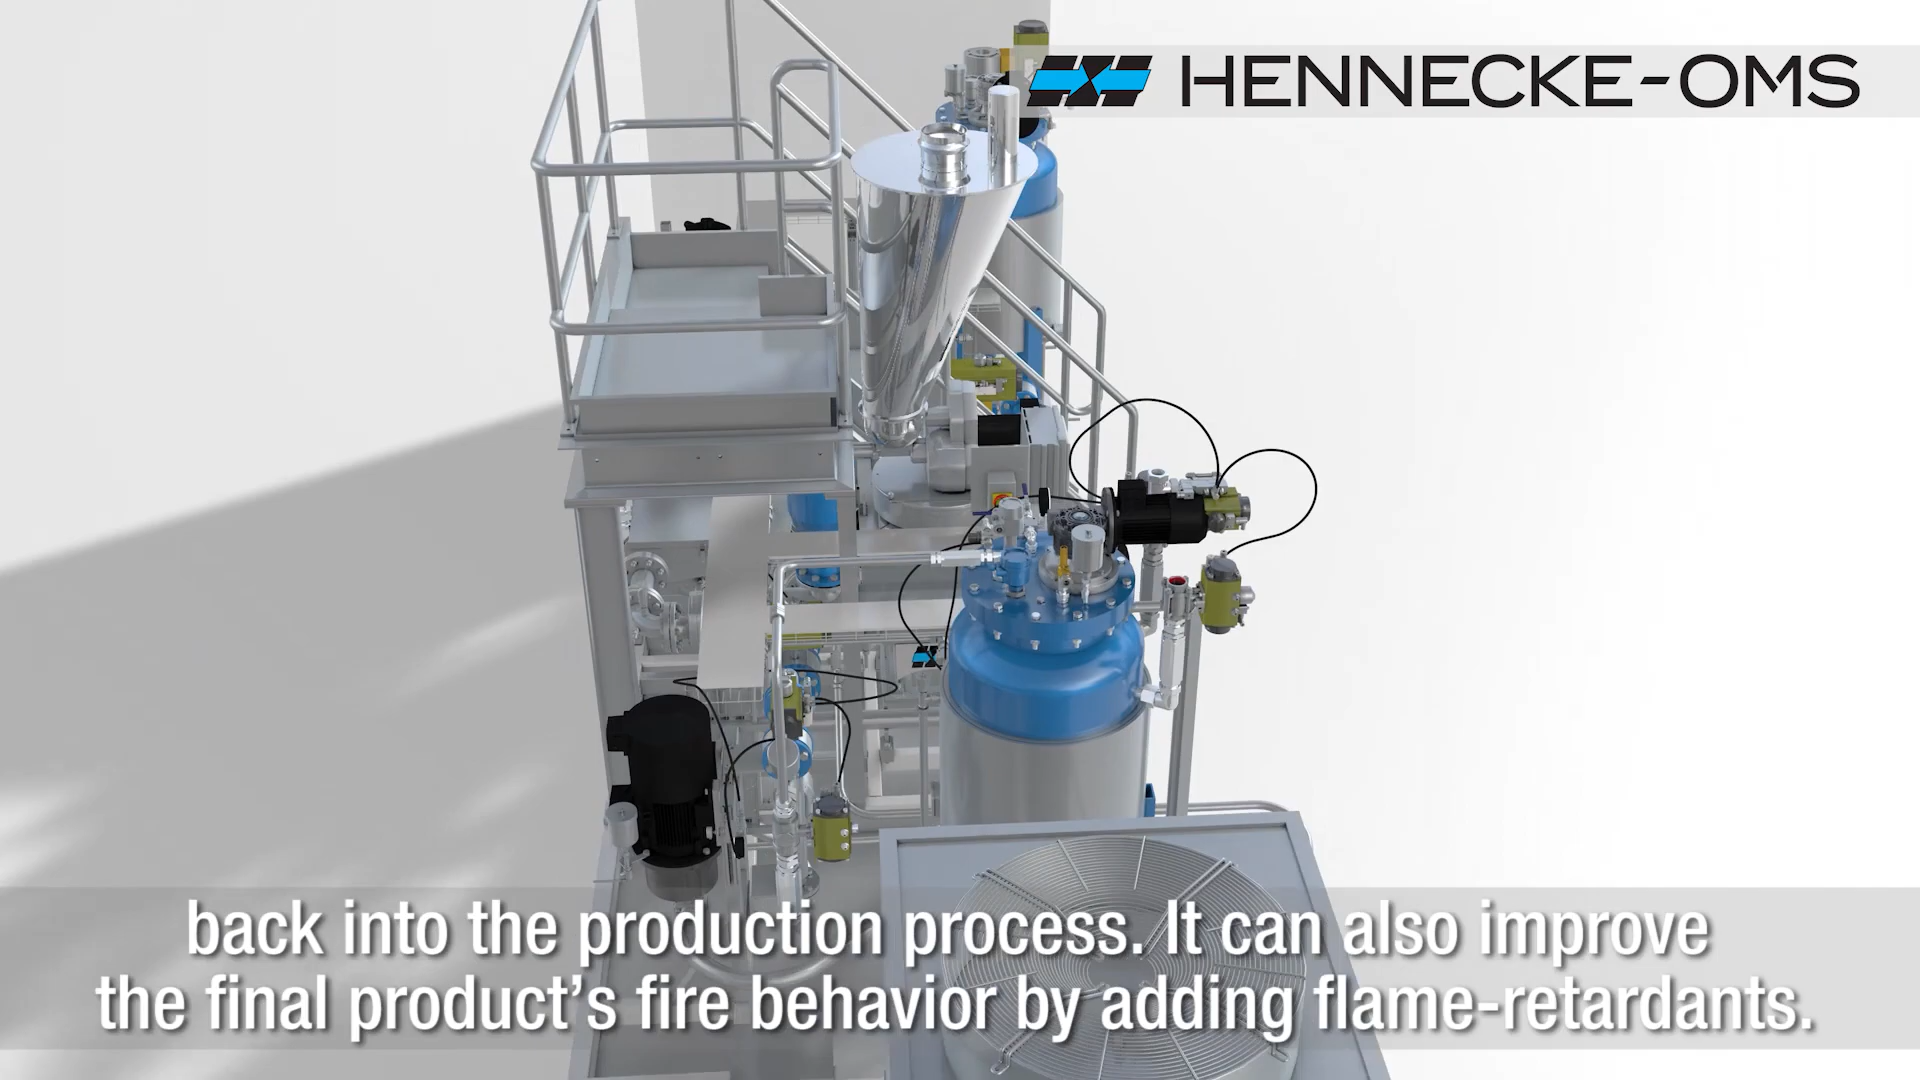 HENNECKE-OMS
back into the production process. It can also improve
the final product's fire behavior by adding flame-retardants.